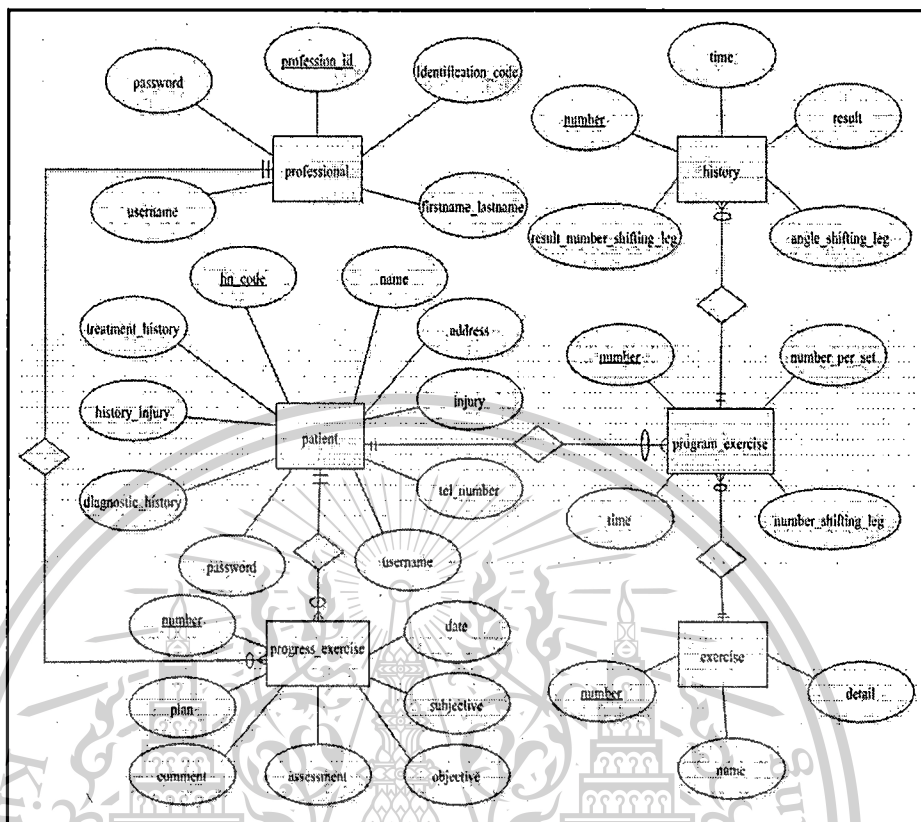 profession_id
password
Identification_code
professional
username
firstname_lastname
time
number
result
history
result_number_shifting_leg
angle_shifting_leg
hn_code
name
treatment_history
address
history_injury
injury
patient
diagnostic_history
tel_number
password
username
number
number_per_set
program_exercise
time
number_shifting_leg
number
date
progress_exercise
plan
subjective
comment
assessment
objective
exercise
number
detail
name